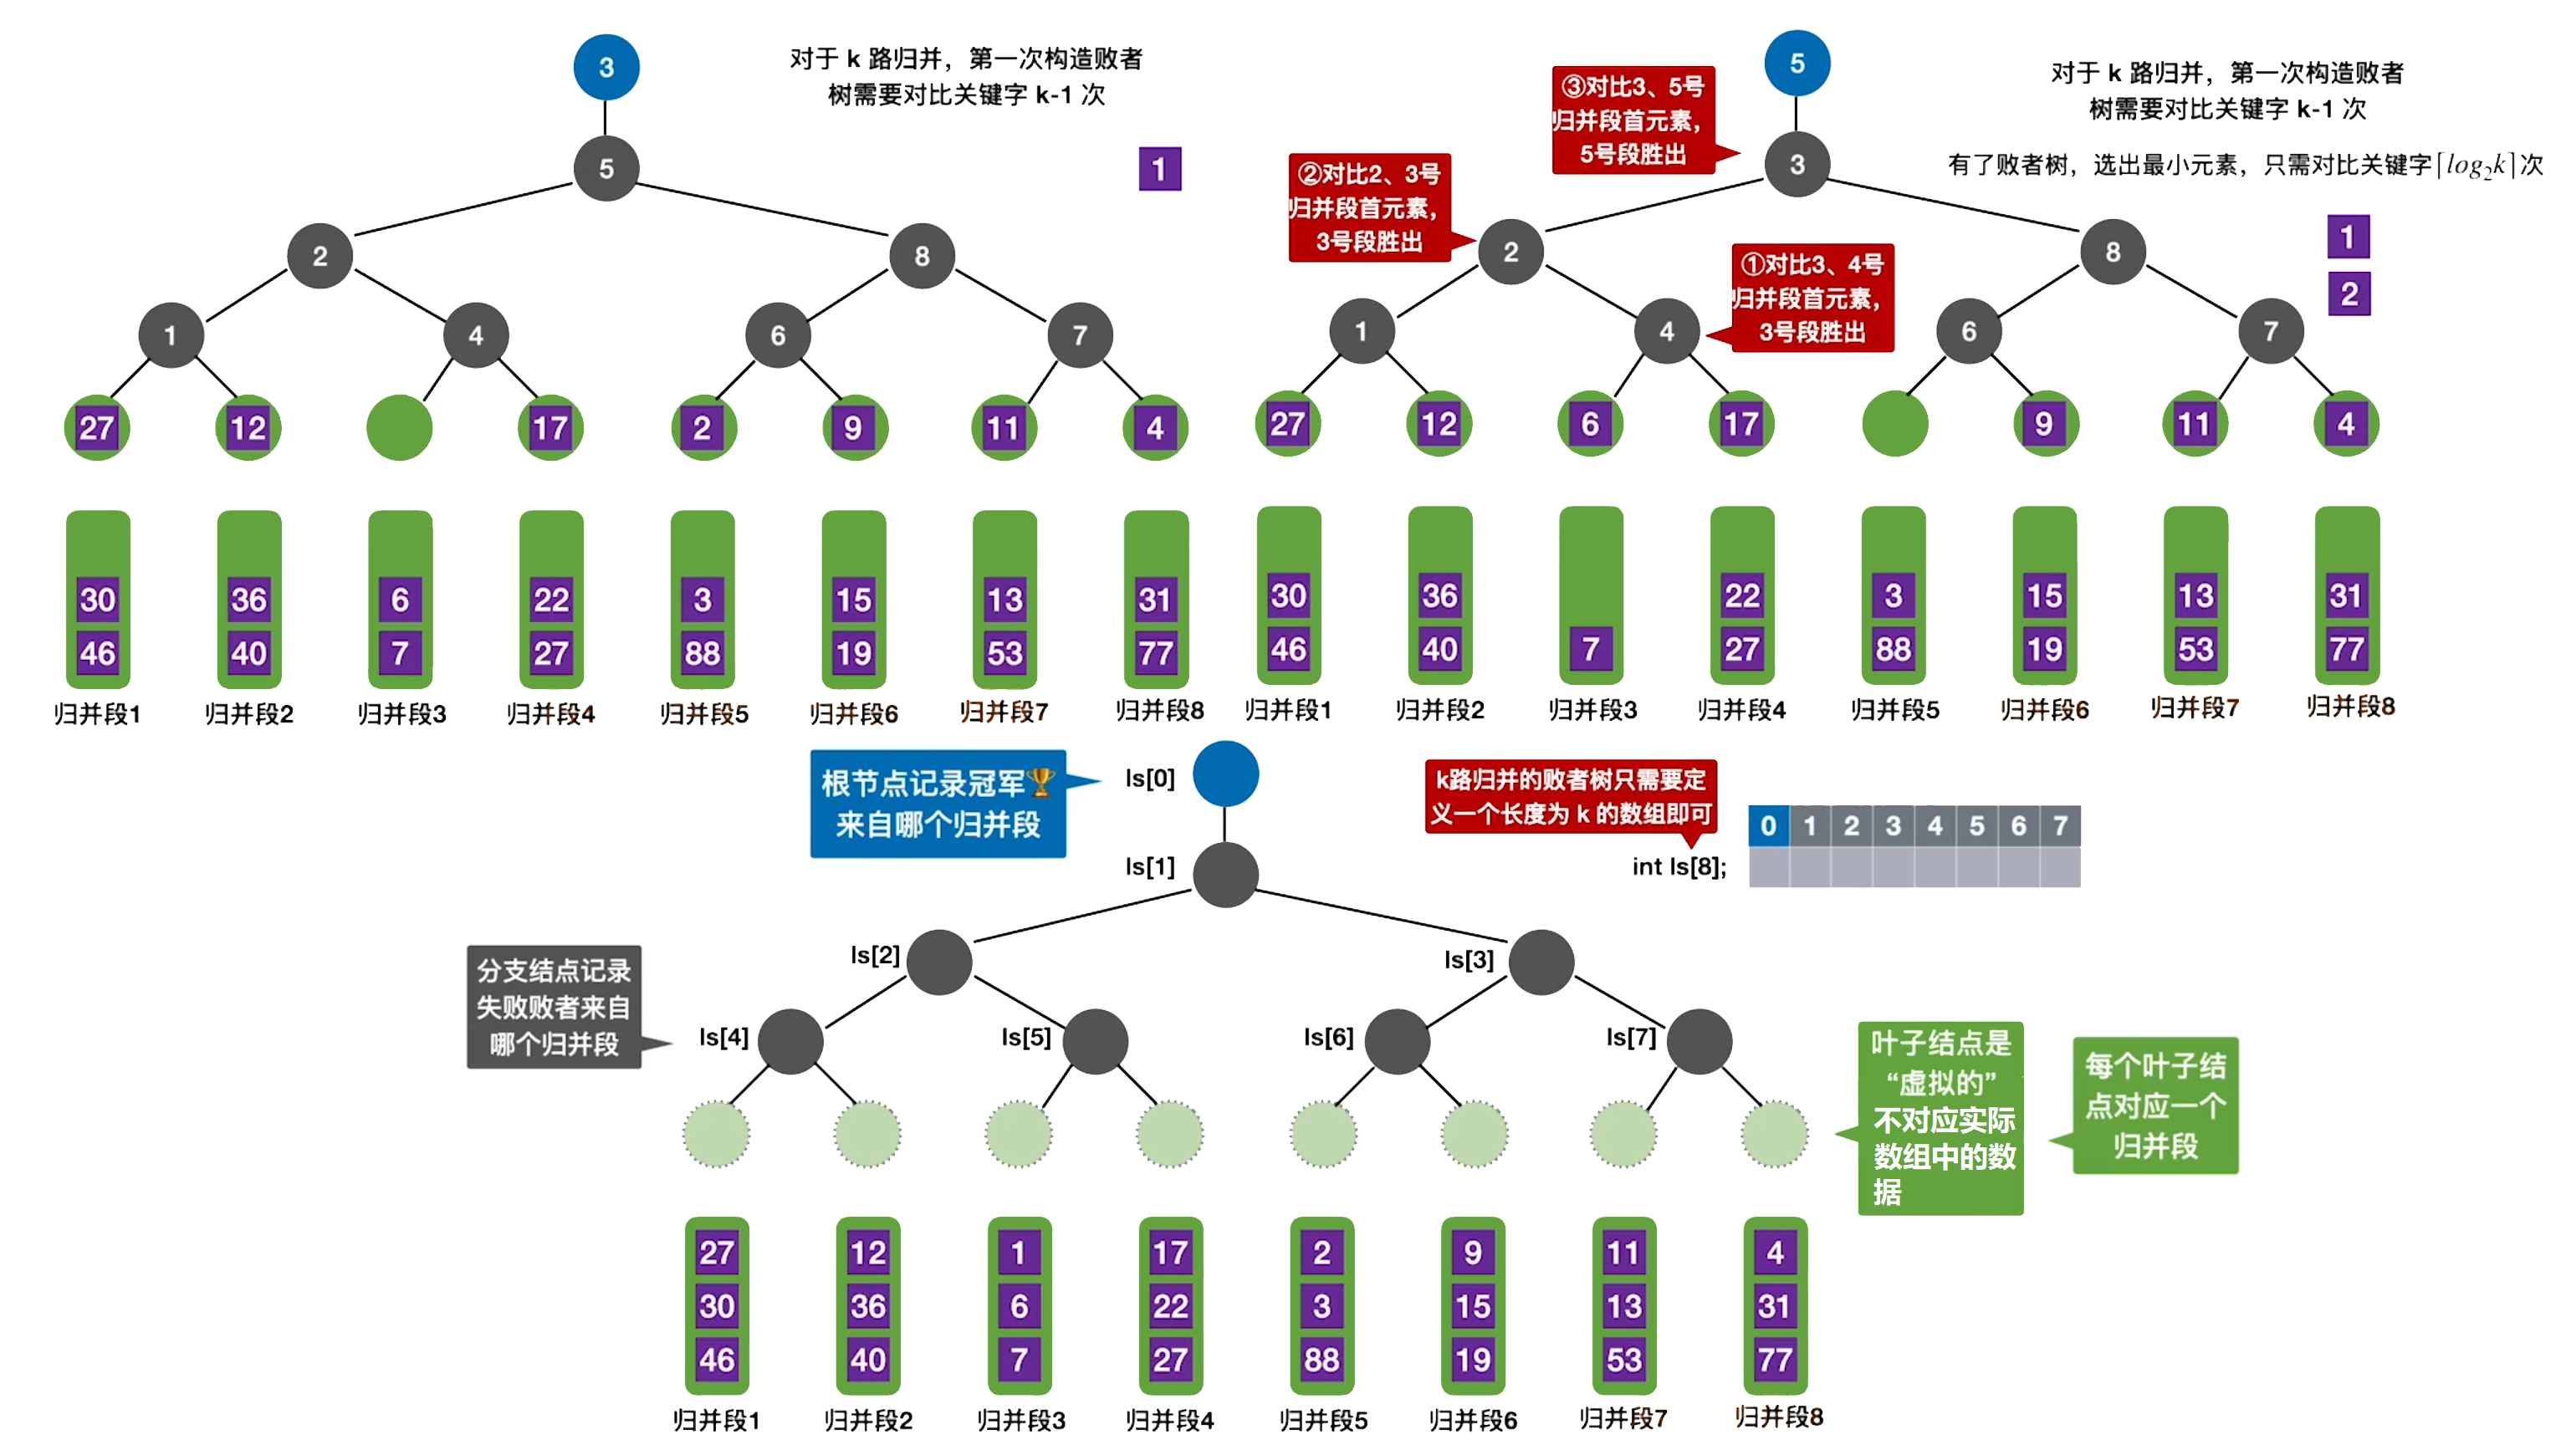 3
对于 k 路归并，第一次构造败者
树需要对比关键字 k-1 次
5
1
2
8
1
4
6
7
27
12
17
2
9
11
4
30
36
6
22
3
15
13
31
46
40
7
27
88
19
53
77
归并段1
归并段2
归并段3
归并段4
归并段5
归并段6
归并段7
归并段8
5
对于 k 路归并，第一次构造败者
树需要对比关键字 k-1 次
③对比3、5号
归并段首元素，
5号段胜出
3
有了败者树，选出最小元素，只需对比关键字⌈log₂k⌉次
②对比2、3号
归并段首元素，
3号段胜出
2
8
1
2
①对比3、4号
归并段首元素，
3号段胜出
1
4
6
7
27
12
6
17
9
11
4
30
36
22
3
15
13
31
46
40
7
27
88
19
53
77
归并段1
归并段2
归并段3
归并段4
归并段5
归并段6
归并段7
归并段8
根节点记录冠军🏆
来自哪个归并段
ls[0]
k路归并的败者树只需要定
义一个长度为 k 的数组即可
0 1 2 3 4 5 6 7
int ls[8];
ls[1]
ls[2]
ls[3]
分支结点记录
失败败者来自
哪个归并段
ls[4]
ls[5]
ls[6]
ls[7]
叶子结点是
“虚拟的”
不对应实际
数组中的数
据
每个叶子结
点对应一个
归并段
27
12
1
17
2
9
11
4
30
36
6
22
3
15
13
31
46
40
7
27
88
19
53
77
归并段1
归并段2
归并段3
归并段4
归并段5
归并段6
归并段7
归并段8